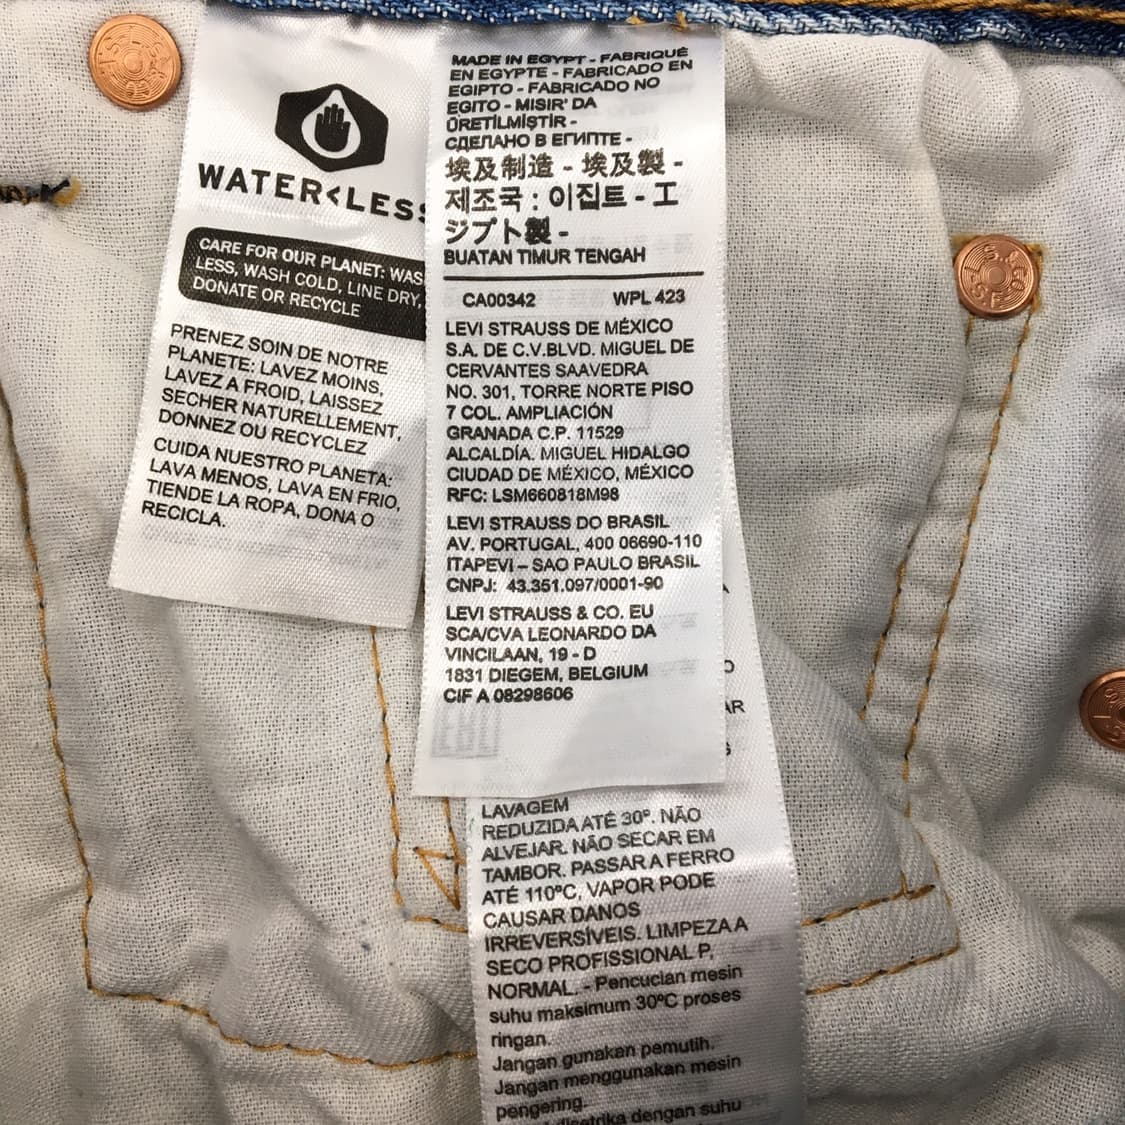 WATER<LESS
CARE FOR OUR PLANET: WAS
LESS, WASH COLD, LINE DRY,
DONATE OR RECYCLE
PRENEZ SOIN DE NOTRE
PLANETE: LAVEZ MOINS,
LAVEZ A FROID, LAISSEZ
SECHER NATURELLEMENT,
DONNEZ OU RECYCLEZ
CUIDA NUESTRO PLANETA:
LAVA MENOS, LAVA EN FRIO,
TIENDE LA ROPA, DONA O
RECICLA.
MADE IN EGYPT - FABRIQUÉ
EN EGYPTE - FABRICADO EN
EGIPTO - FABRICADO NO
EGITO - MISIR' DA
ÜRETİLMİŞTİR -
СДЕЛАНО В ЕГИПТЕ -
埃及制造 - 埃及製 -
제조국 : 이집트 - エ
ジプト製 -
BUATAN TIMUR TENGAH
CA00342 WPL 423
LEVI STRAUSS DE MÉXICO
S.A. DE C.V.BLVD. MIGUEL DE
CERVANTES SAAVEDRA
NO. 301, TORRE NORTE PISO
7 COL. AMPLIACIÓN
GRANADA C.P. 11529
ALCALDÍA. MIGUEL HIDALGO
CIUDAD DE MÉXICO, MÉXICO
RFC: LSM660818M98
LEVI STRAUSS DO BRASIL
AV. PORTUGAL, 400 06690-110
ITAPEVI – SAO PAULO BRASIL
CNPJ: 43.351.097/0001-90
LEVI STRAUSS & CO. EU
SCA/CVA LEONARDO DA
VINCILAAN, 19 - D
1831 DIEGEM, BELGIUM
CIF A 08298606
LAVAGEM
REDUZIDA ATÉ 30º. NÃO
ALVEJAR. NÃO SECAR EM
TAMBOR. PASSAR A FERRO
ATÉ 110ºC, VAPOR PODE
CAUSAR DANOS
IRREVERSÍVEIS. LIMPEZA A
SECO PROFISSIONAL P,
NORMAL. - Pencucian mesin
suhu maksimum 30ºC proses
ringan.
Jangan gunakan pemutih.
Jangan menggunakan mesin
pengering.
dengan suhu